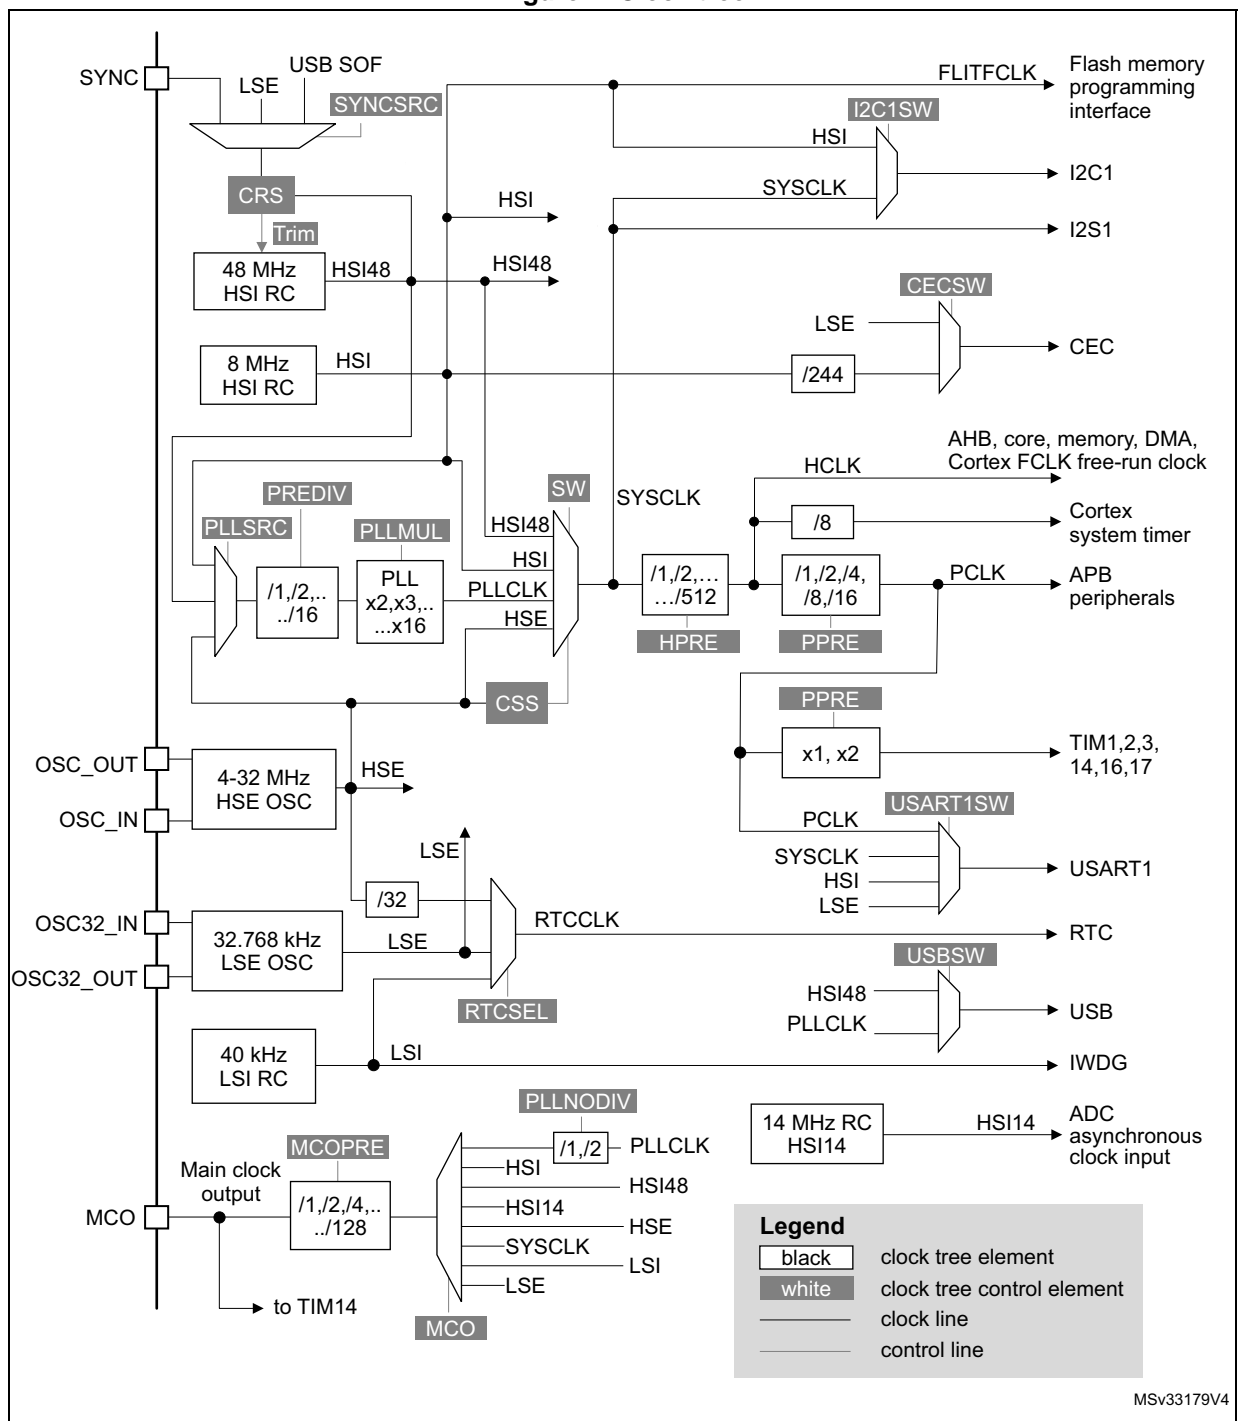 SYNC
LSE
USB SOF
SYNCSRC
CRS
Trim
48 MHz
HSI RC
HSI48
HSI48
HSI
8 MHz
HSI RC
HSI
FLITFCLK
Flash memory
programming
interface
I2C1SW
HSI
SYSCLK
I2C1
I2S1
CECSW
LSE
/244
CEC
AHB, core, memory, DMA,
Cortex FCLK free-run clock
HCLK
/8
Cortex
system timer
PLLSRC
PREDIV
/1,/2,..
../16
PLLMUL
PLL
x2,x3,..
...x16
SW
HSI48
HSI
PLLCLK
HSE
SYSCLK
/1,/2,...
.../512
HPRE
/1,/2,/4,
/8,/16
PPRE
PCLK
APB
peripherals
CSS
PPRE
x1, x2
TIM1,2,3,
14,16,17
OSC_OUT
OSC_IN
4-32 MHz
HSE OSC
HSE
LSE
/32
USART1SW
PCLK
SYSCLK
HSI
LSE
USART1
OSC32_IN
OSC32_OUT
32.768 kHz
LSE OSC
LSE
RTCCLK
RTC
RTCSEL
USBSW
HSI48
PLLCLK
USB
40 kHz
LSI RC
LSI
IWDG
14 MHz RC
HSI14
HSI14
ADC
asynchronous
clock input
PLLNODIV
/1,/2
PLLCLK
HSI
HSI48
HSI14
HSE
SYSCLK
LSI
LSE
MCO
MCOPRE
/1,/2,/4,..
../128
Main clock
output
MCO
to TIM14
Legend
black
clock tree element
white
clock tree control element
clock line
control line
MSv33179V4